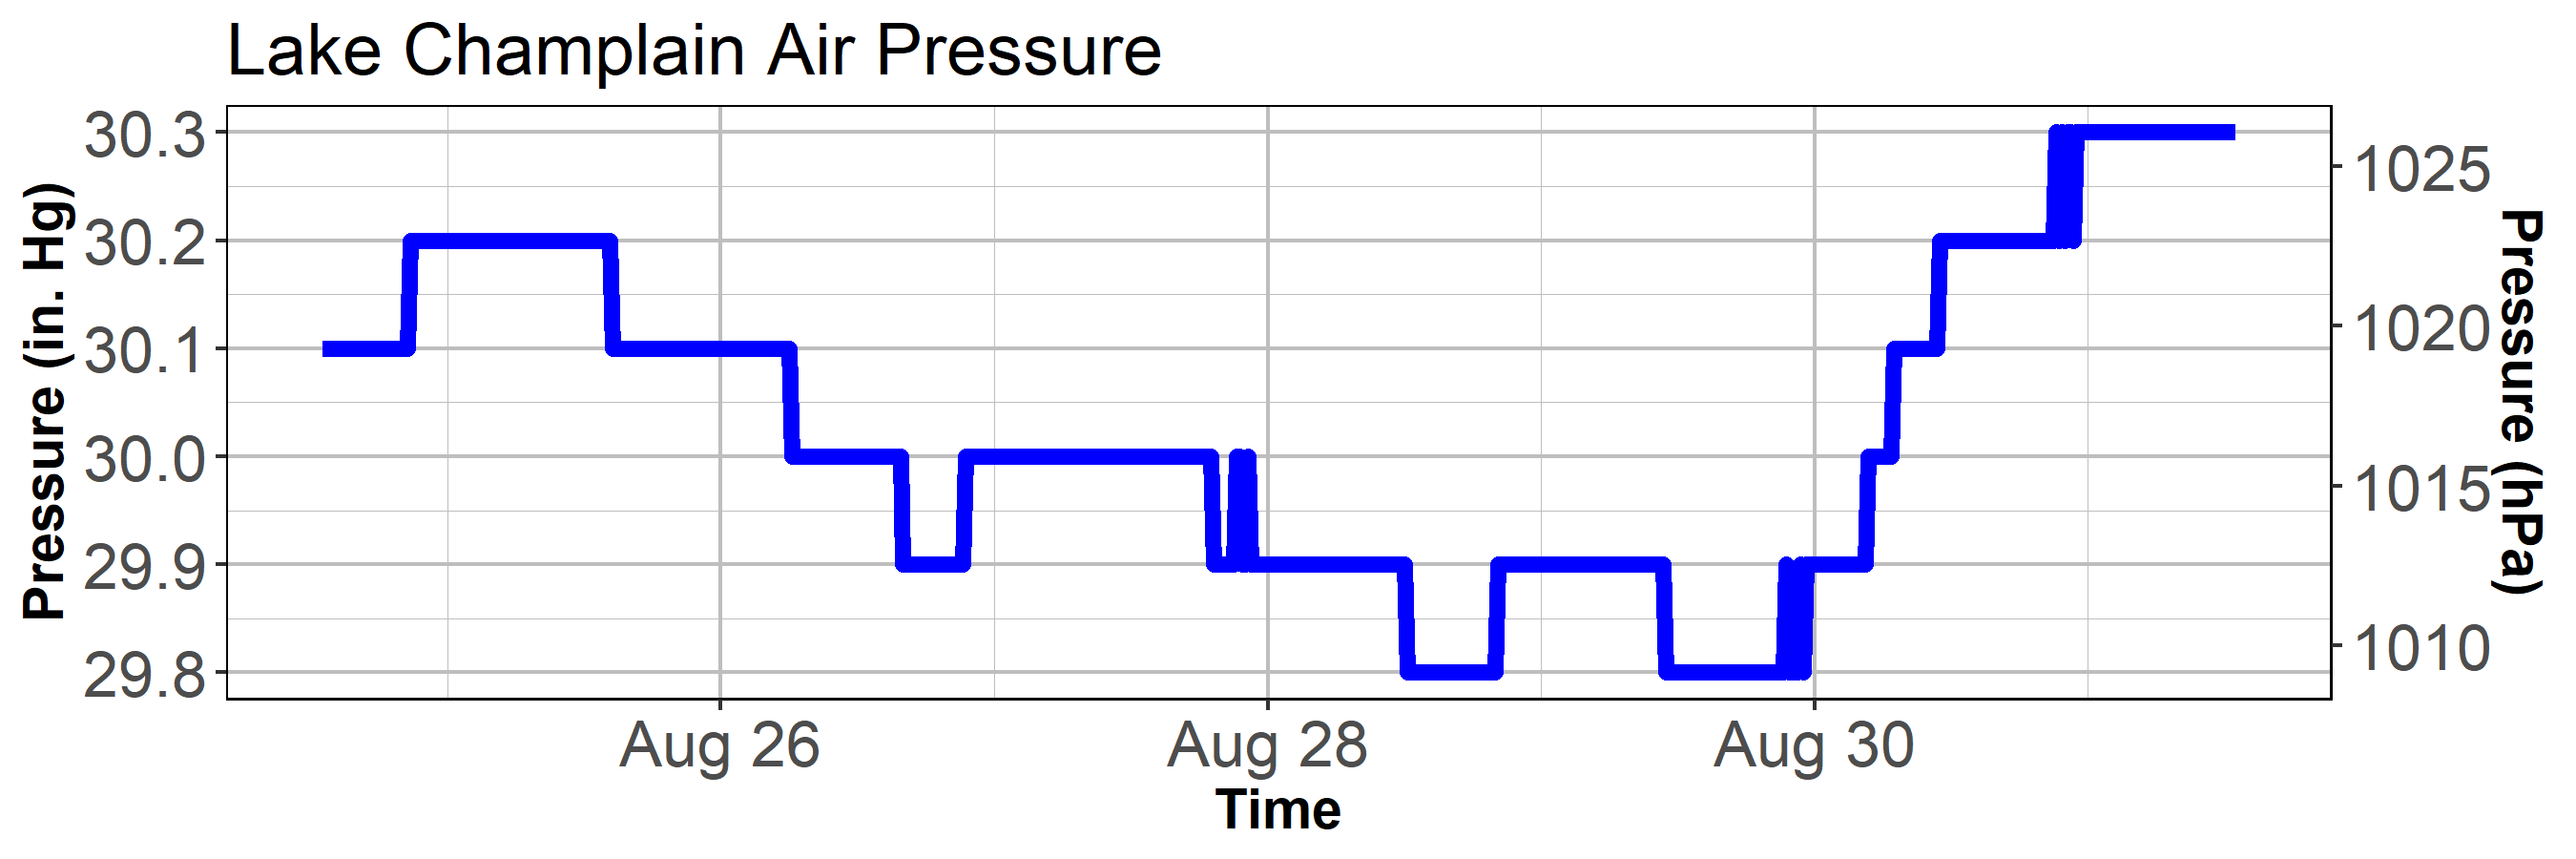 Lake Champlain Air Pressure
30.3
30.2
30.1
30.0
29.9
29.8
Pressure (in. Hg)
1025
1020
1015
1010
Pressure (hPa)
Aug 26 Aug 28 Aug 30
Time